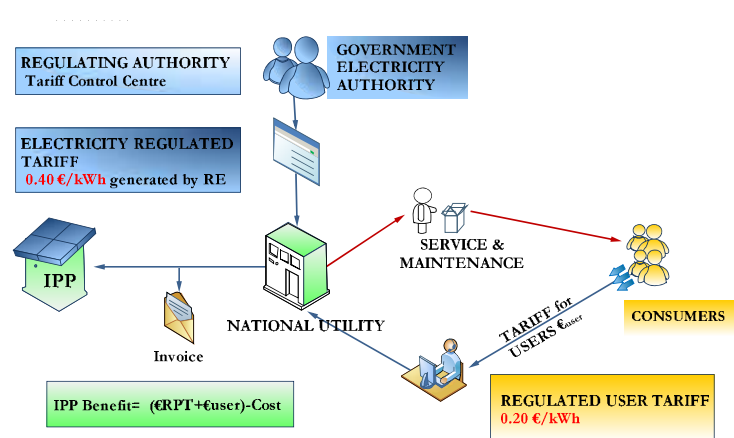 REGULATING AUTHORITY
Tariff Control Centre
GOVERNMENT
ELECTRICITY
AUTHORITY
ELECTRICITY REGULATED
TARIFF
0.40 €/kWh generated by RE
IPP
SERVICE &
MAINTENANCE
NATIONAL UTILITY
Invoice
TARIFF for
USERS €user
CONSUMERS
IPP Benefit= (€RPT+€user)-Cost
REGULATED USER TARIFF
0.20 €/kWh